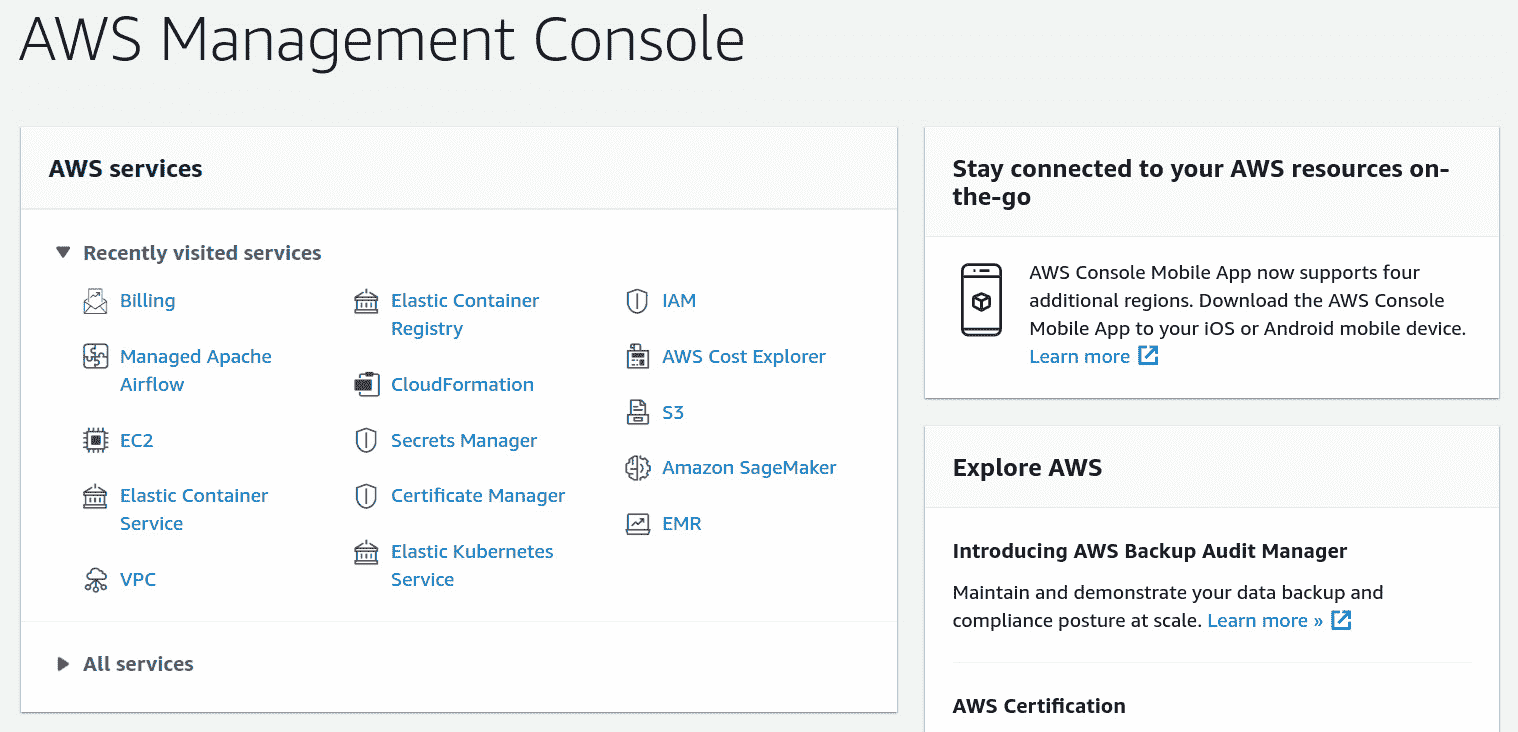 AWS Management Console
AWS services
Recently visited services
Billing
Managed Apache
Airflow
EC2
Elastic Container
Service
VPC
Elastic Container
Registry
CloudFormation
Secrets Manager
Certificate Manager
Elastic Kubernetes
Service
IAM
AWS Cost Explorer
S3
Amazon SageMaker
EMR
All services
Stay connected to your AWS resources on-
the-go
AWS Console Mobile App now supports four
additional regions. Download the AWS Console
Mobile App to your iOS or Android mobile device.
Learn more
Explore AWS
Introducing AWS Backup Audit Manager
Maintain and demonstrate your data backup and
compliance posture at scale. Learn more »
AWS Certification